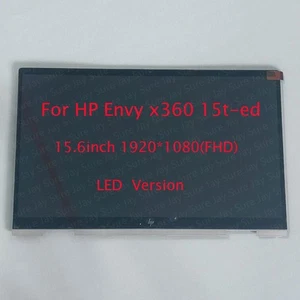 For HP Envy x360 15t-ed
15.6inch 1920*1080(FHD)
LED Version